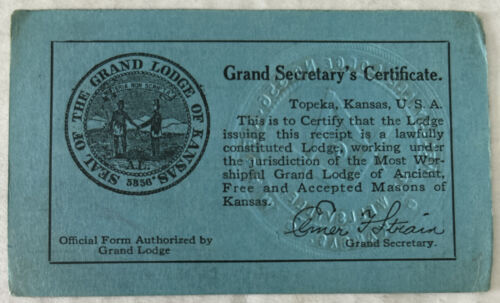 SEAL OF THE GRAND LODGE OF KANSAS.
A.L.
5856.
Official Form Authorized by
Grand Lodge
Grand Secretary's Certificate.
Topeka, Kansas, U. S. A.
This is to Certify that the Lodge
issuing this receipt is a lawfully
constituted Lodge, working under
the jurisdiction of the Most Wor-
shipful Grand Lodge of Ancient,
Free and Accepted Masons of
Kansas.
Elmer F Strain
Grand Secretary.